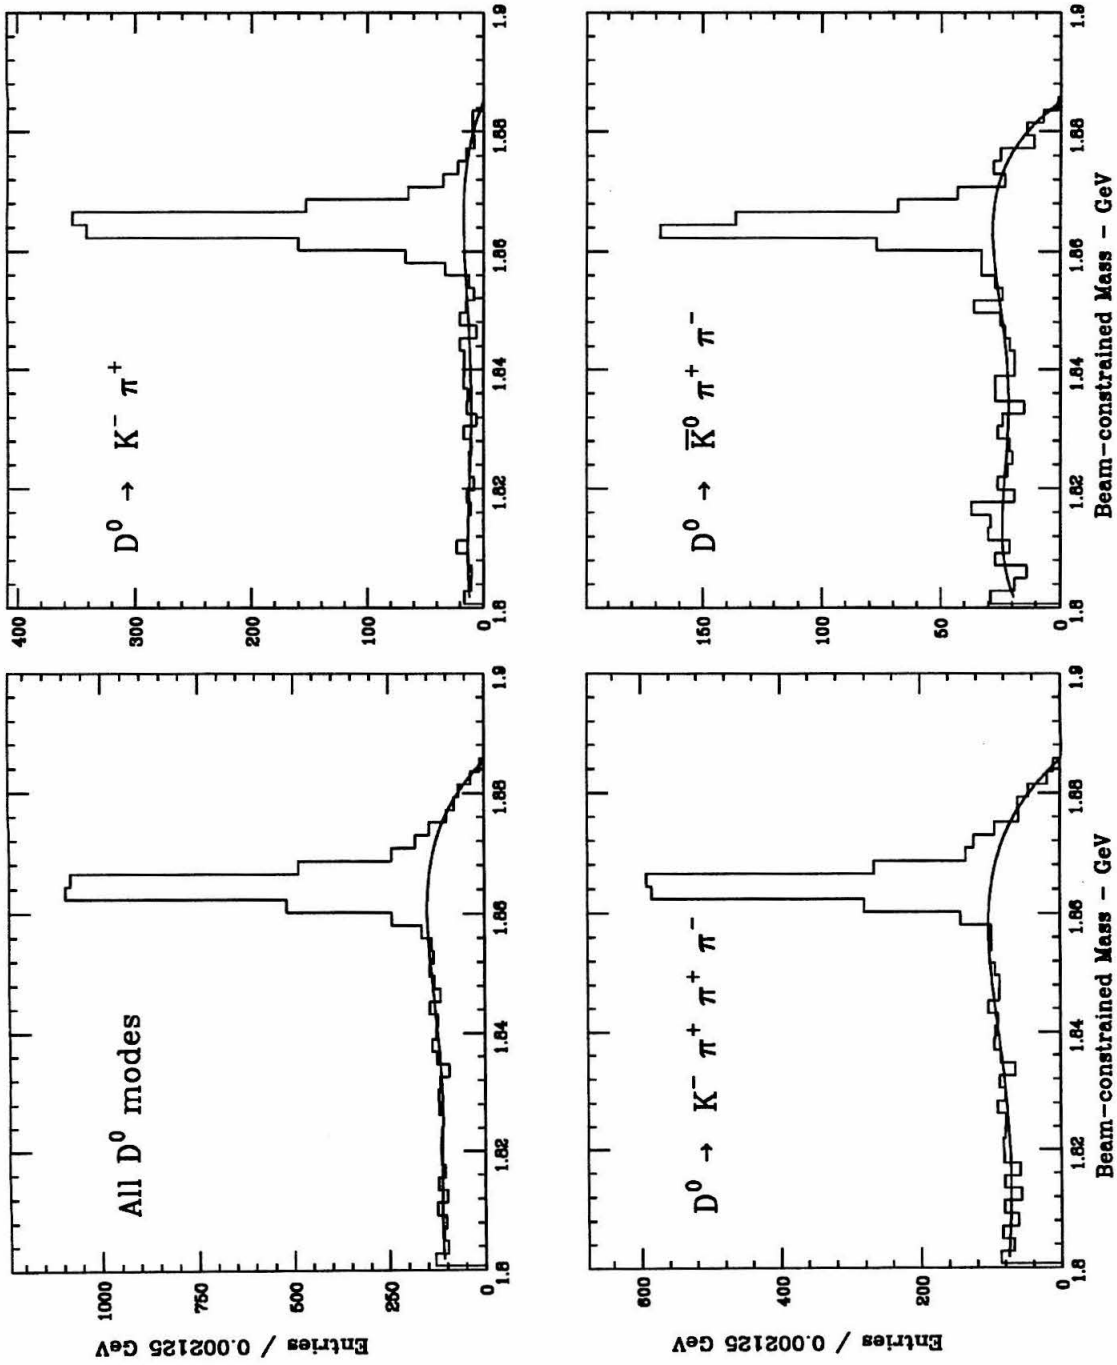 Entries / 0.002125 GeV
1000
750
500
250
0
All D⁰ modes
1.8 1.82 1.84 1.86 1.88 1.9
400
300
200
100
0
D⁰ → K⁻ π⁺
1.8 1.82 1.84 1.86 1.88 1.9
Entries / 0.002125 GeV
600
400
200
0
D⁰ → K⁻ π⁺ π⁺ π⁻
1.8 1.82 1.84 1.86 1.88 1.9
Beam-constrained Mass - GeV
150
100
50
0
D⁰ → K̅⁰ π⁺ π⁻
1.8 1.82 1.84 1.86 1.88 1.9
Beam-constrained Mass - GeV